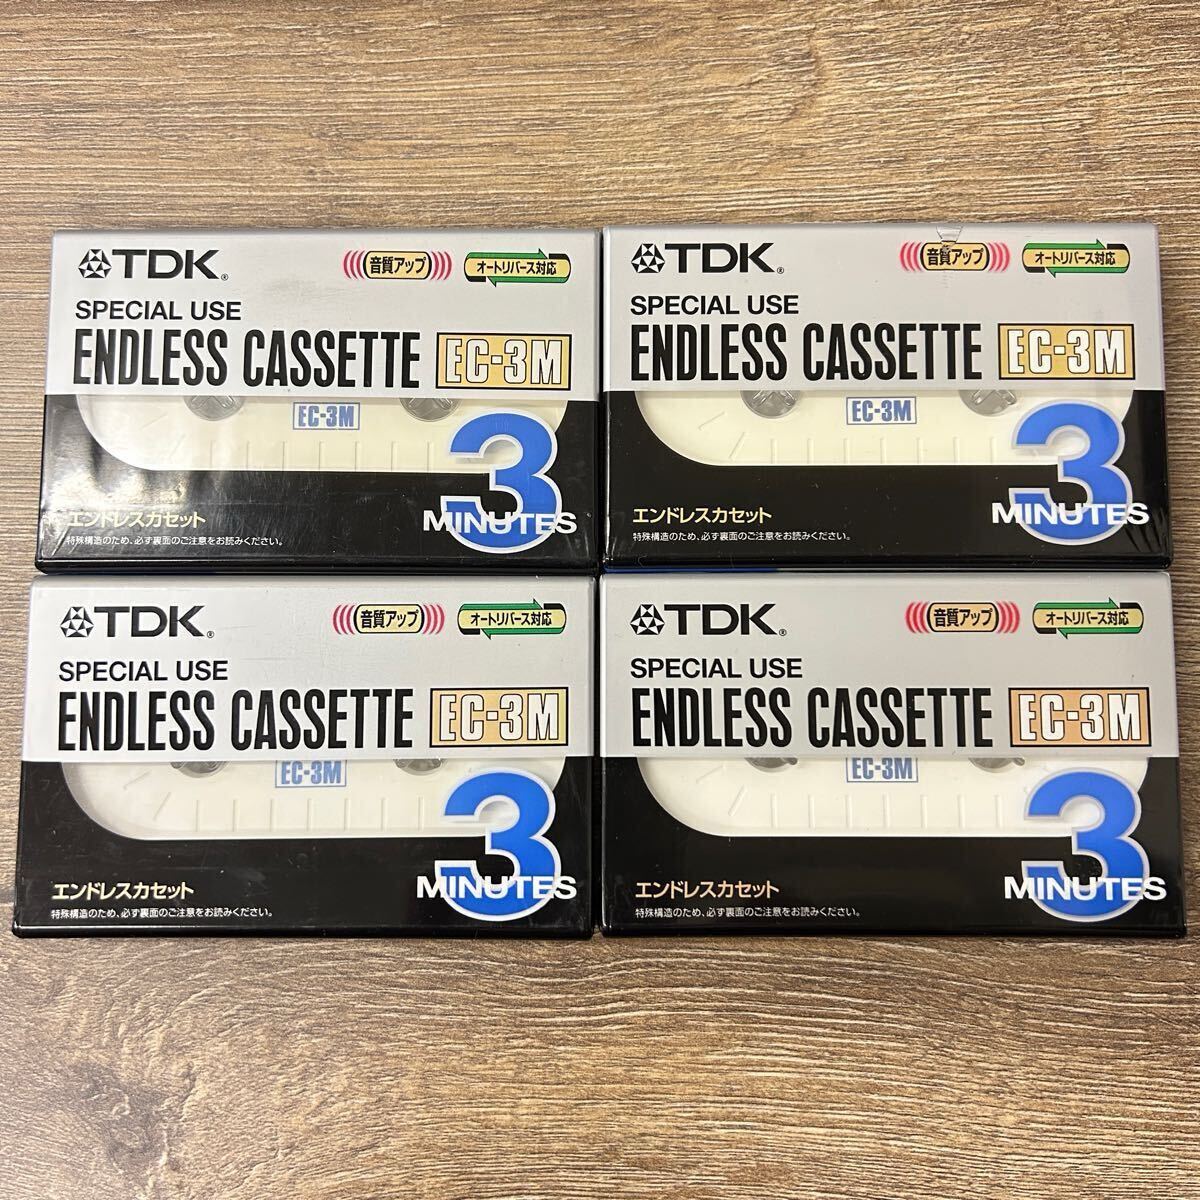 TDK®
音質アップ
オートリバース対応
SPECIAL USE
ENDLESS CASSETTE EC-3M
EC-3M
3
MINUTES
エンドレスカセット
特殊構造のため、必ず裏面のご注意をお読みください。
TDK®
音質アップ
オートリバース対応
SPECIAL USE
ENDLESS CASSETTE EC-3M
EC-3M
3
MINUTES
エンドレスカセット
特殊構造のため、必ず裏面のご注意をお読みください。
TDK®
音質アップ
オートリバース対応
SPECIAL USE
ENDLESS CASSETTE EC-3M
EC-3M
3
MINUTES
エンドレスカセット
特殊構造のため、必ず裏面のご注意をお読みください。
TDK®
音質アップ
オートリバース対応
SPECIAL USE
ENDLESS CASSETTE EC-3M
EC-3M
3
MINUTES
エンドレスカセット
特殊構造のため、必ず裏面のご注意をお読みください。